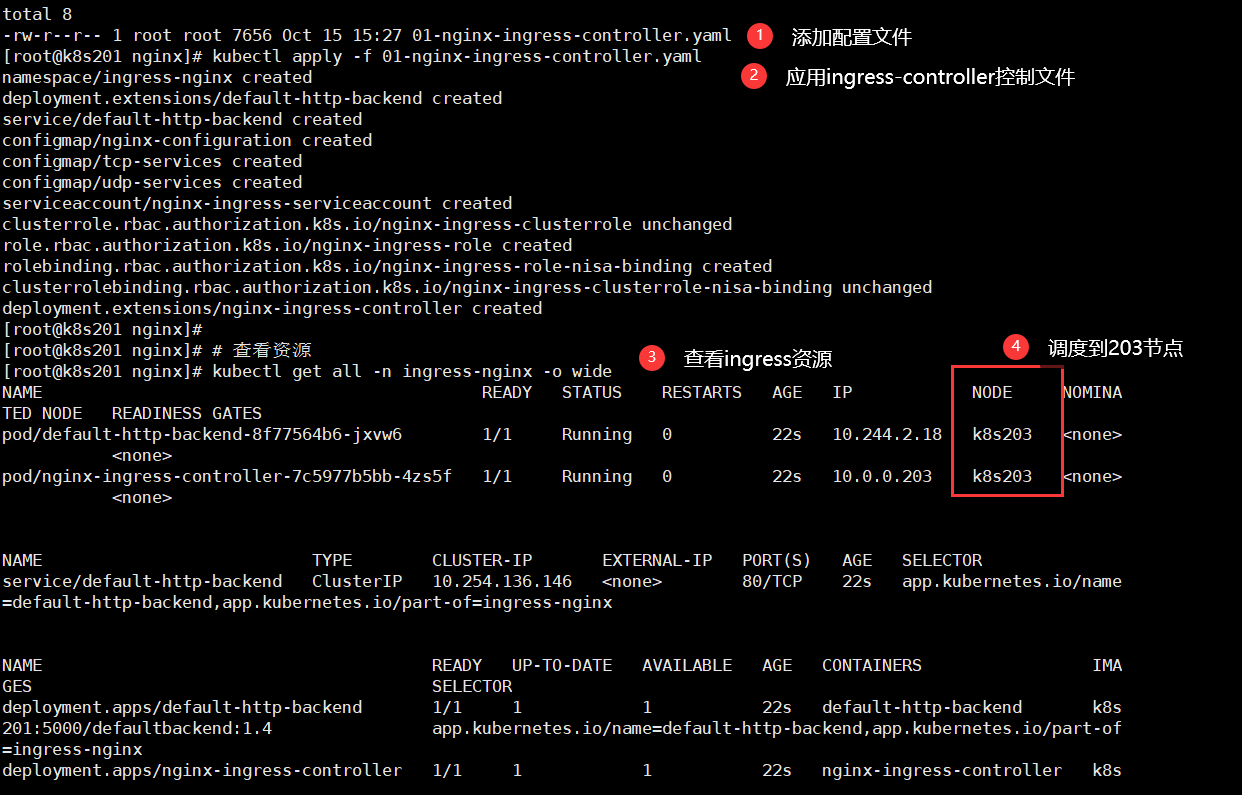 total 8
-rw-r--r-- 1 root root 7656 Oct 15 15:27 01-nginx-ingress-controller.yaml 1 添加配置文件
[root@k8s201 nginx]# kubectl apply -f 01-nginx-ingress-controller.yaml
namespace/ingress-nginx created 2 应用ingress-controller控制文件
deployment.extensions/default-http-backend created
service/default-http-backend created
configmap/nginx-configuration created
configmap/tcp-services created
configmap/udp-services created
serviceaccount/nginx-ingress-serviceaccount created
clusterrole.rbac.authorization.k8s.io/nginx-ingress-clusterrole unchanged
role.rbac.authorization.k8s.io/nginx-ingress-role created
rolebinding.rbac.authorization.k8s.io/nginx-ingress-role-nisa-binding created
clusterrolebinding.rbac.authorization.k8s.io/nginx-ingress-clusterrole-nisa-binding unchanged
deployment.extensions/nginx-ingress-controller created
[root@k8s201 nginx]#
[root@k8s201 nginx]# # 查看资源 3 查看ingress资源 4 调度到203节点
[root@k8s201 nginx]# kubectl get all -n ingress-nginx -o wide
NAME READY STATUS RESTARTS AGE IP NODE NOMINA
TED NODE READINESS GATES
pod/default-http-backend-8f77564b6-jxvw6 1/1 Running 0 22s 10.244.2.18 k8s203 <none>
<none>
pod/nginx-ingress-controller-7c5977b5bb-4zs5f 1/1 Running 0 22s 10.0.0.203 k8s203 <none>
<none>
NAME TYPE CLUSTER-IP EXTERNAL-IP PORT(S) AGE SELECTOR
service/default-http-backend ClusterIP 10.254.136.146 <none> 80/TCP 22s app.kubernetes.io/name
=default-http-backend,app.kubernetes.io/part-of=ingress-nginx
NAME READY UP-TO-DATE AVAILABLE AGE CONTAINERS IMA
GES SELECTOR
deployment.apps/default-http-backend 1/1 1 1 22s default-http-backend k8s
201:5000/defaultbackend:1.4 app.kubernetes.io/name=default-http-backend,app.kubernetes.io/part-of
=ingress-nginx
deployment.apps/nginx-ingress-controller 1/1 1 1 22s nginx-ingress-controller k8s